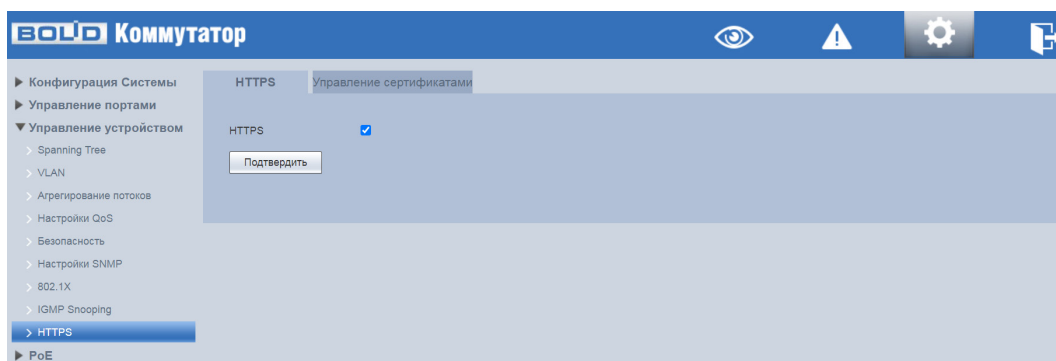 BOLID Коммутатор
Конфигурация Системы
Управление портами
Управление устройством
Spanning Tree
VLAN
Агрегирование потоков
Настройки QoS
Безопасность
Настройки SNMP
802.1X
IGMP Snooping
HTTPS
PoE
HTTPS Управление сертификатами
HTTPS
Подтвердить